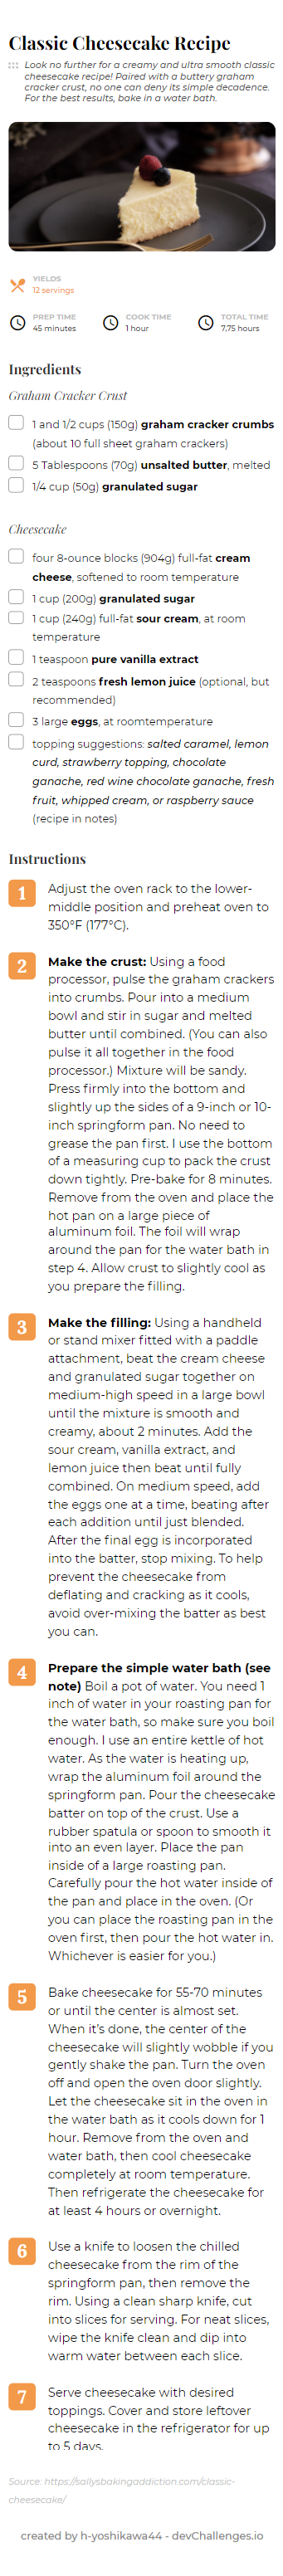 Classic Cheesecake Recipe
Look no further for a creamy and ultra smooth classic
cheesecake recipe! Paired with a buttery graham
cracker crust, no one can deny its simple decadence.
For the best results, bake in a water bath.
YIELDS
12 servings
PREP TIME
45 minutes
COOK TIME
1 hour
TOTAL TIME
7,75 hours
Ingredients
Graham Cracker Crust
1 and 1/2 cups (150g) graham cracker crumbs
(about 10 full sheet graham crackers)
5 Tablespoons (70g) unsalted butter, melted
1/4 cup (50g) granulated sugar
Cheesecake
four 8-ounce blocks (904g) full-fat cream
cheese, softened to room temperature
1 cup (200g) granulated sugar
1 cup (240g) full-fat sour cream, at room
temperature
1 teaspoon pure vanilla extract
2 teaspoons fresh lemon juice (optional, but
recommended)
3 large eggs, at roomtemperature
topping suggestions: salted caramel, lemon
curd, strawberry topping, chocolate
ganache, red wine chocolate ganache, fresh
fruit, whipped cream, or raspberry sauce
(recipe in notes)
Instructions
1
Adjust the oven rack to the lower-
middle position and preheat oven to
350°F (177°C).
2
Make the crust: Using a food
processor, pulse the graham crackers
into crumbs. Pour into a medium
bowl and stir in sugar and melted
butter until combined. (You can also
pulse it all together in the food
processor.) Mixture will be sandy.
Press firmly into the bottom and
slightly up the sides of a 9-inch or 10-
inch springform pan. No need to
grease the pan first. I use the bottom
of a measuring cup to pack the crust
down tightly. Pre-bake for 8 minutes.
Remove from the oven and place the
hot pan on a large piece of
aluminum foil. The foil will wrap
around the pan for the water bath in
step 4. Allow crust to slightly cool as
you prepare the filling.
3
Make the filling: Using a handheld
or stand mixer fitted with a paddle
attachment, beat the cream cheese
and granulated sugar together on
medium-high speed in a large bowl
until the mixture is smooth and
creamy, about 2 minutes. Add the
sour cream, vanilla extract, and
lemon juice then beat until fully
combined. On medium speed, add
the eggs one at a time, beating after
each addition until just blended.
After the final egg is incorporated
into the batter, stop mixing. To help
prevent the cheesecake from
deflating and cracking as it cools,
avoid over-mixing the batter as best
you can.
4
Prepare the simple water bath (see
note) Boil a pot of water. You need 1
inch of water in your roasting pan for
the water bath, so make sure you boil
enough. I use an entire kettle of hot
water. As the water is heating up,
wrap the aluminum foil around the
springform pan. Pour the cheesecake
batter on top of the crust. Use a
rubber spatula or spoon to smooth it
into an even layer. Place the pan
inside of a large roasting pan.
Carefully pour the hot water inside of
the pan and place in the oven. (Or
you can place the roasting pan in the
oven first, then pour the hot water in.
Whichever is easier for you.)
5
Bake cheesecake for 55-70 minutes
or until the center is almost set.
When it's done, the center of the
cheesecake will slightly wobble if you
gently shake the pan. Turn the oven
off and open the oven door slightly.
Let the cheesecake sit in the oven in
the water bath as it cools down for 1
hour. Remove from the oven and
water bath, then cool cheesecake
completely at room temperature.
Then refrigerate the cheesecake for
at least 4 hours or overnight.
6
Use a knife to loosen the chilled
cheesecake from the rim of the
springform pan, then remove the
rim. Using a clean sharp knife, cut
into slices for serving. For neat slices,
wipe the knife clean and dip into
warm water between each slice.
7
Serve cheesecake with desired
toppings. Cover and store leftover
cheesecake in the refrigerator for up
to 5 days.
Source: https://sallysbakingaddiction.com/classic-
cheesecake/
created by h-yoshikawa44 - devChallenges.io